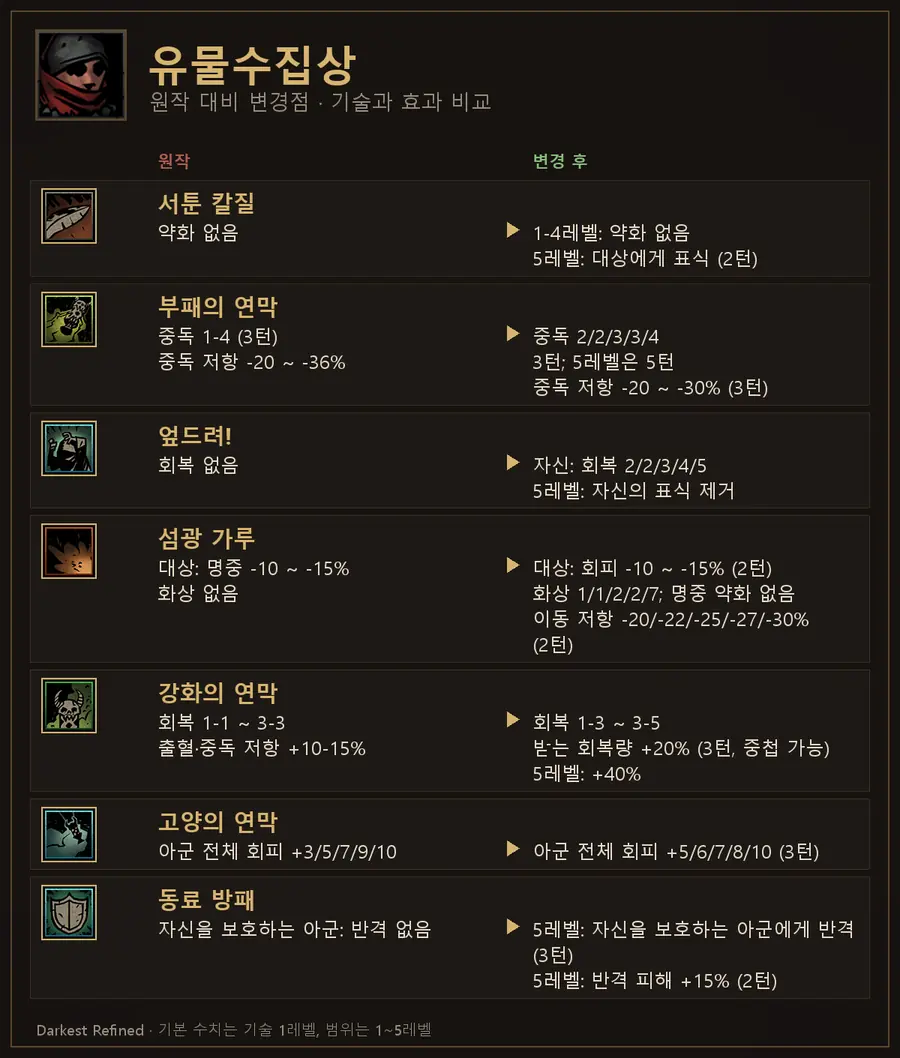 유물수집상
원작 대비 변경점 · 기술과 효과 비교
원작
변경 후
서툰 칼질
약화 없음
▶ 1-4레벨: 약화 없음
5레벨: 대상에게 표식 (2턴)
부패의 연막
중독 1-4 (3턴)
중독 저항 -20 ~ -36%
▶ 중독 2/2/3/3/4
3턴; 5레벨은 5턴
중독 저항 -20 ~ -30% (3턴)
엎드려!
회복 없음
▶ 자신: 회복 2/2/3/4/5
5레벨: 자신의 표식 제거
섬광 가루
대상: 명중 -10 ~ -15%
화상 없음
▶ 대상: 회피 -10 ~ -15% (2턴)
화상 1/1/2/2/7; 명중 약화 없음
이동 저항 -20/-22/-25/-27/-30%
(2턴)
강화의 연막
회복 1-1 ~ 3-3
출혈·중독 저항 +10-15%
▶ 회복 1-3 ~ 3-5
받는 회복량 +20% (3턴, 중첩 가능)
5레벨: +40%
고양의 연막
아군 전체 회피 +3/5/7/9/10
▶ 아군 전체 회피 +5/6/7/8/10 (3턴)
동료 방패
자신을 보호하는 아군: 반격 없음
▶ 5레벨: 자신을 보호하는 아군에게 반격
(3턴)
5레벨: 반격 피해 +15% (2턴)
Darkest Refined · 기본 수치는 기술 1레벨, 범위는 1~5레벨